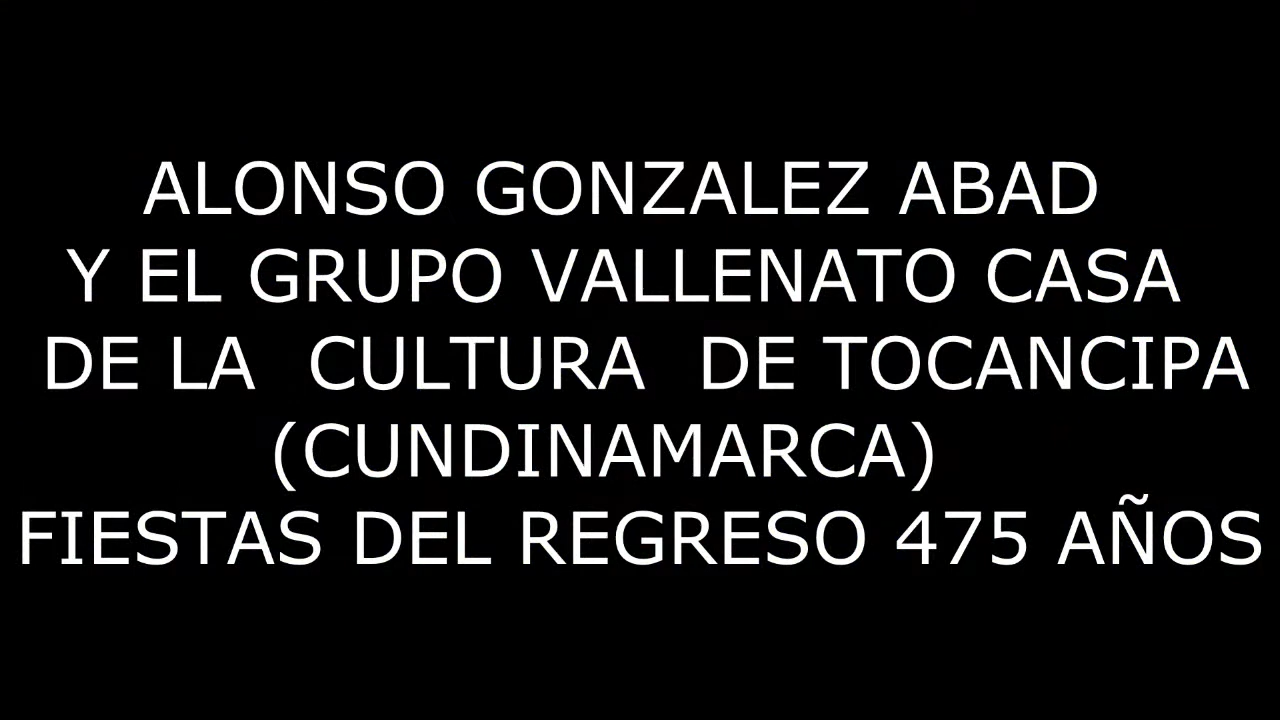 ALONSO GONZALEZ ABAD
Y EL GRUPO VALLENATO CASA
DE LA CULTURA DE TOCANCIPA
(CUNDINAMARCA)
FIESTAS DEL REGRESO 475 AÑOS